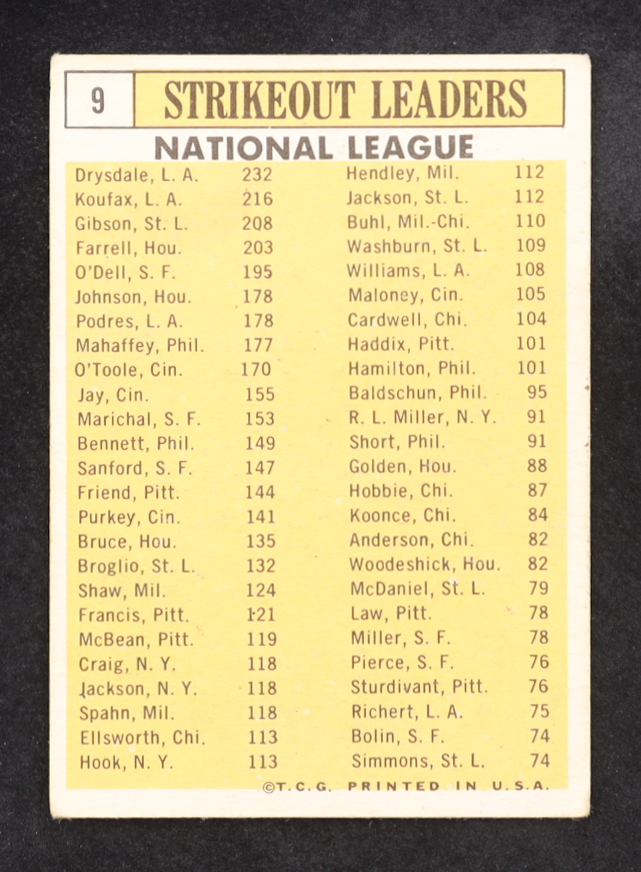 9 STRIKEOUT LEADERS
NATIONAL LEAGUE
Drysdale, L. A. 232
Koufax, L. A. 216
Gibson, St. L. 208
Farrell, Hou. 203
O'Dell, S. F. 195
Johnson, Hou. 178
Podres, L. A. 178
Mahaffey, Phil. 177
O'Toole, Cin. 170
Jay, Cin. 155
Marichal, S. F. 153
Bennett, Phil. 149
Sanford, S. F. 147
Friend, Pitt. 144
Purkey, Cin. 141
Bruce, Hou. 135
Broglio, St. L. 132
Shaw, Mil. 124
Francis, Pitt. 121
McBean, Pitt. 119
Craig, N. Y. 118
Jackson, N. Y. 118
Spahn, Mil. 118
Ellsworth, Chi. 113
Hook, N. Y. 113
Hendley, Mil. 112
Jackson, St. L. 112
Buhl, Mil.-Chi. 110
Washburn, St. L. 109
Williams, L. A. 108
Maloney, Cin. 105
Cardwell, Chi. 104
Haddix, Pitt. 101
Hamilton, Phil. 101
Baldschun, Phil. 95
R. L. Miller, N. Y. 91
Short, Phil. 91
Golden, Hou. 88
Hobbie, Chi. 87
Koonce, Chi. 84
Anderson, Chi. 82
Woodeshick, Hou. 82
McDaniel, St. L. 79
Law, Pitt. 78
Miller, S. F. 78
Pierce, S. F. 76
Sturdivant, Pitt. 76
Richert, L. A. 75
Bolin, S. F. 74
Simmons, St. L. 74
©T.C.G. PRINTED IN U.S.A.